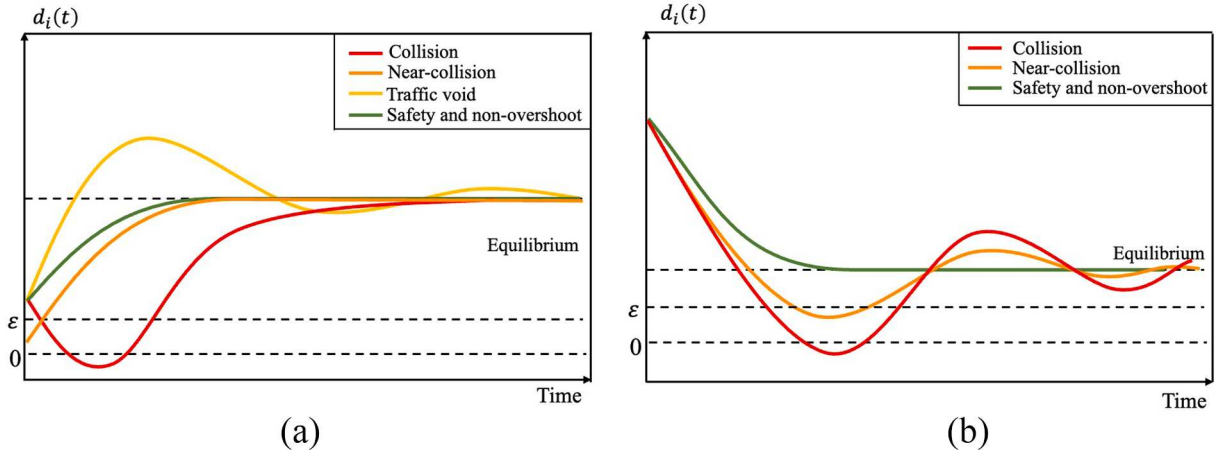 d_i(t)
Collision
Near-collision
Traffic void
Safety and non-overshoot
Equilibrium
ε
0
Time
(a)
d_i(t)
Collision
Near-collision
Safety and non-overshoot
Equilibrium
ε
0
Time
(b)